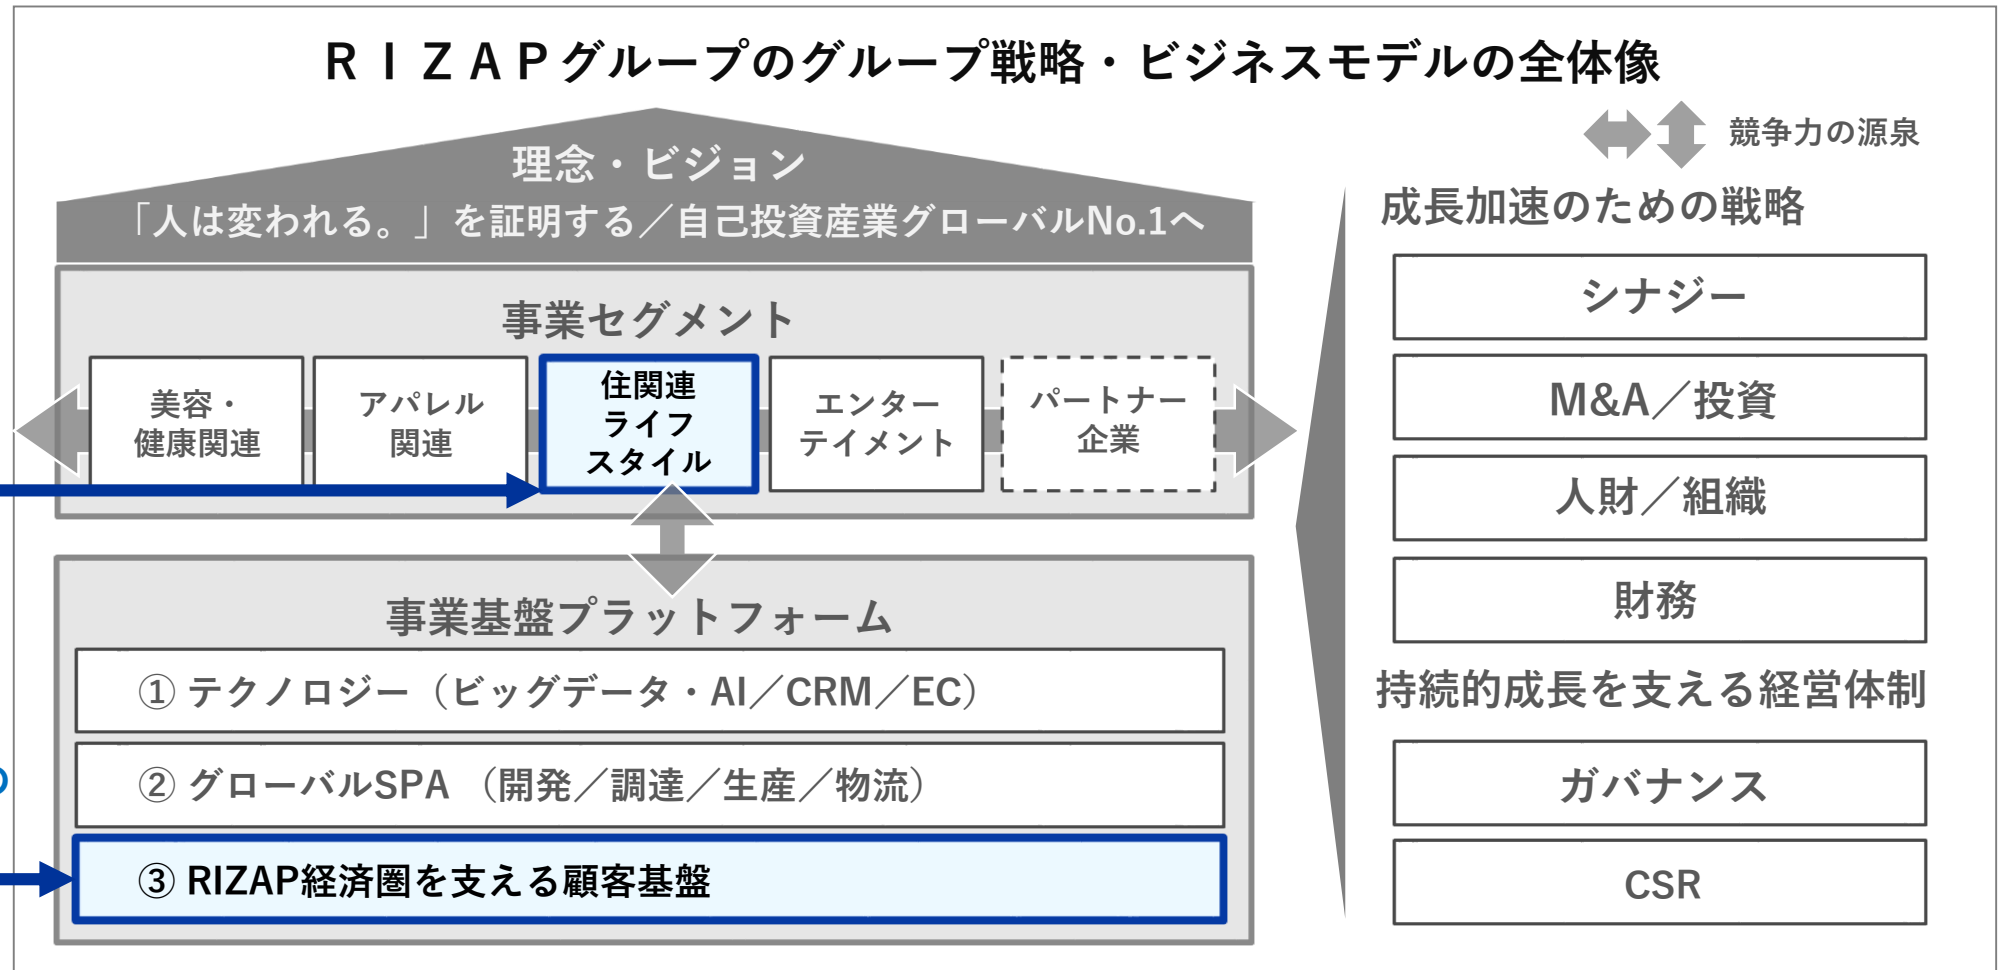 ＲＩＺＡＰグループのグループ戦略・ビジネスモデルの全体像
理念・ビジョン
「人は変われる。」を証明する／自己投資産業グローバルNo.1へ
事業セグメント
美容・
健康関連
アパレル
関連
住関連
ライフ
スタイル
エンター
テイメント
パートナー
企業
事業基盤プラットフォーム
① テクノロジー（ビッグデータ・AI／CRM／EC）
② グローバルSPA （開発／調達／生産／物流）
③ RIZAP経済圏を支える顧客基盤
競争力の源泉
成長加速のための戦略
シナジー
M&A／投資
人財／組織
財務
持続的成長を支える経営体制
ガバナンス
CSR